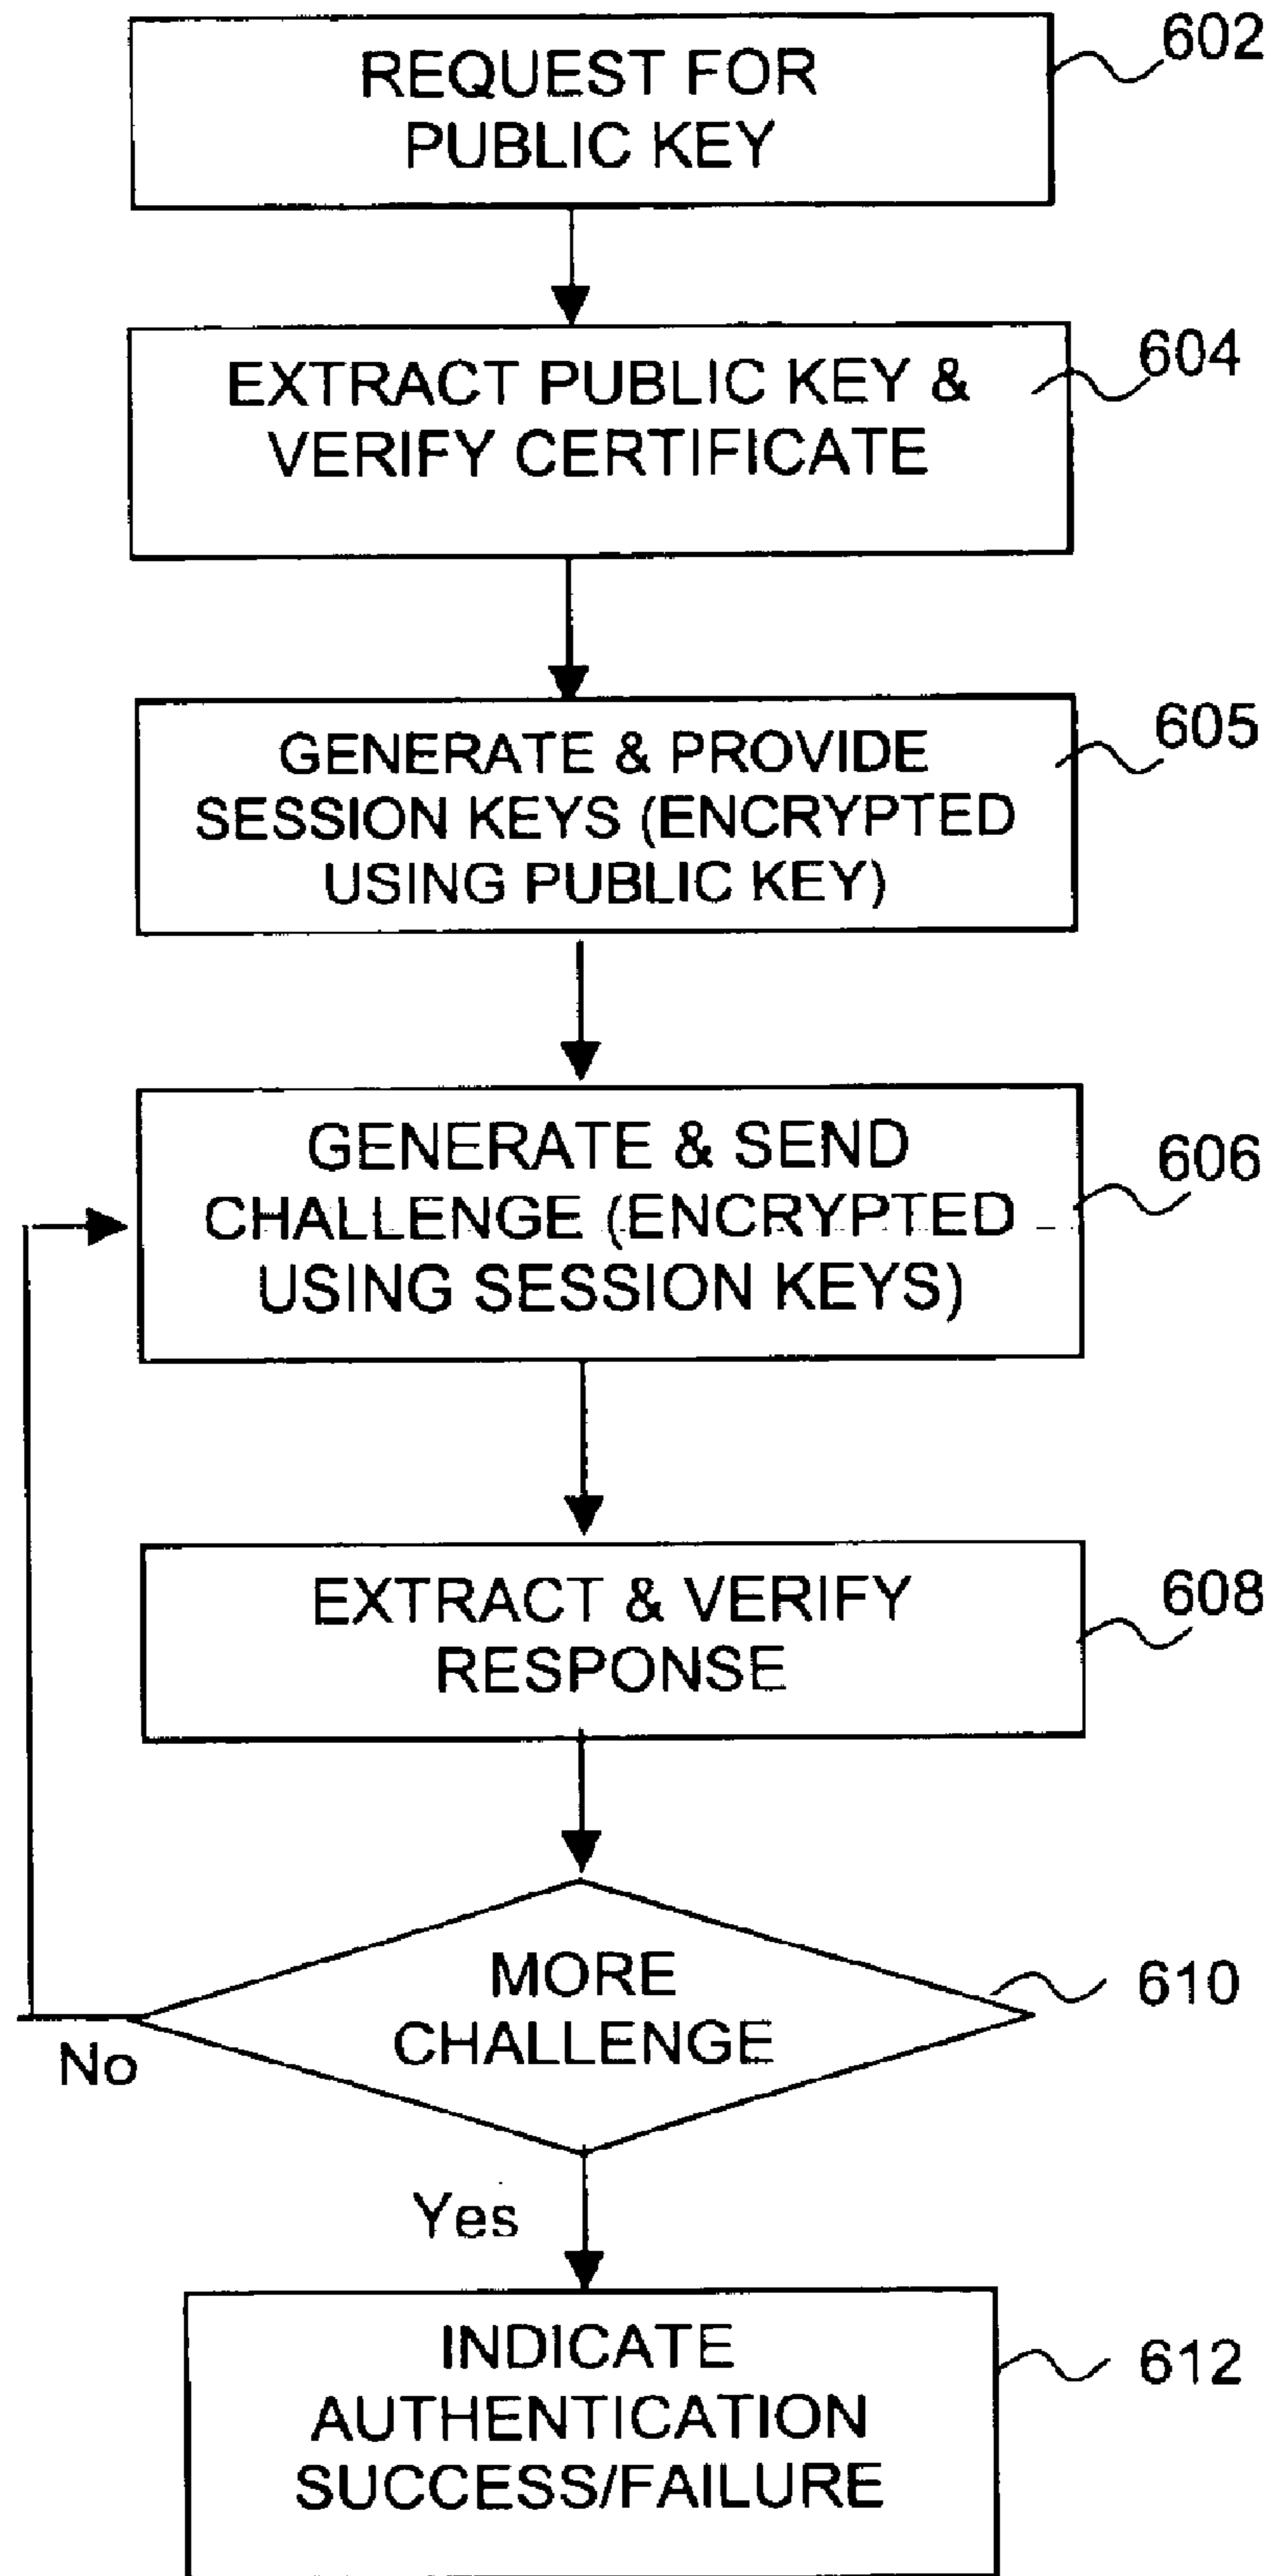 REQUEST FOR
PUBLIC KEY
602
EXTRACT PUBLIC KEY &
VERIFY CERTIFICATE
604
GENERATE & PROVIDE
SESSION KEYS (ENCRYPTED
USING PUBLIC KEY)
605
GENERATE & SEND
CHALLENGE (ENCRYPTED
USING SESSION KEYS)
606
EXTRACT & VERIFY
RESPONSE
608
MORE
CHALLENGE
610
No
Yes
INDICATE
AUTHENTICATION
SUCCESS/FAILURE
612